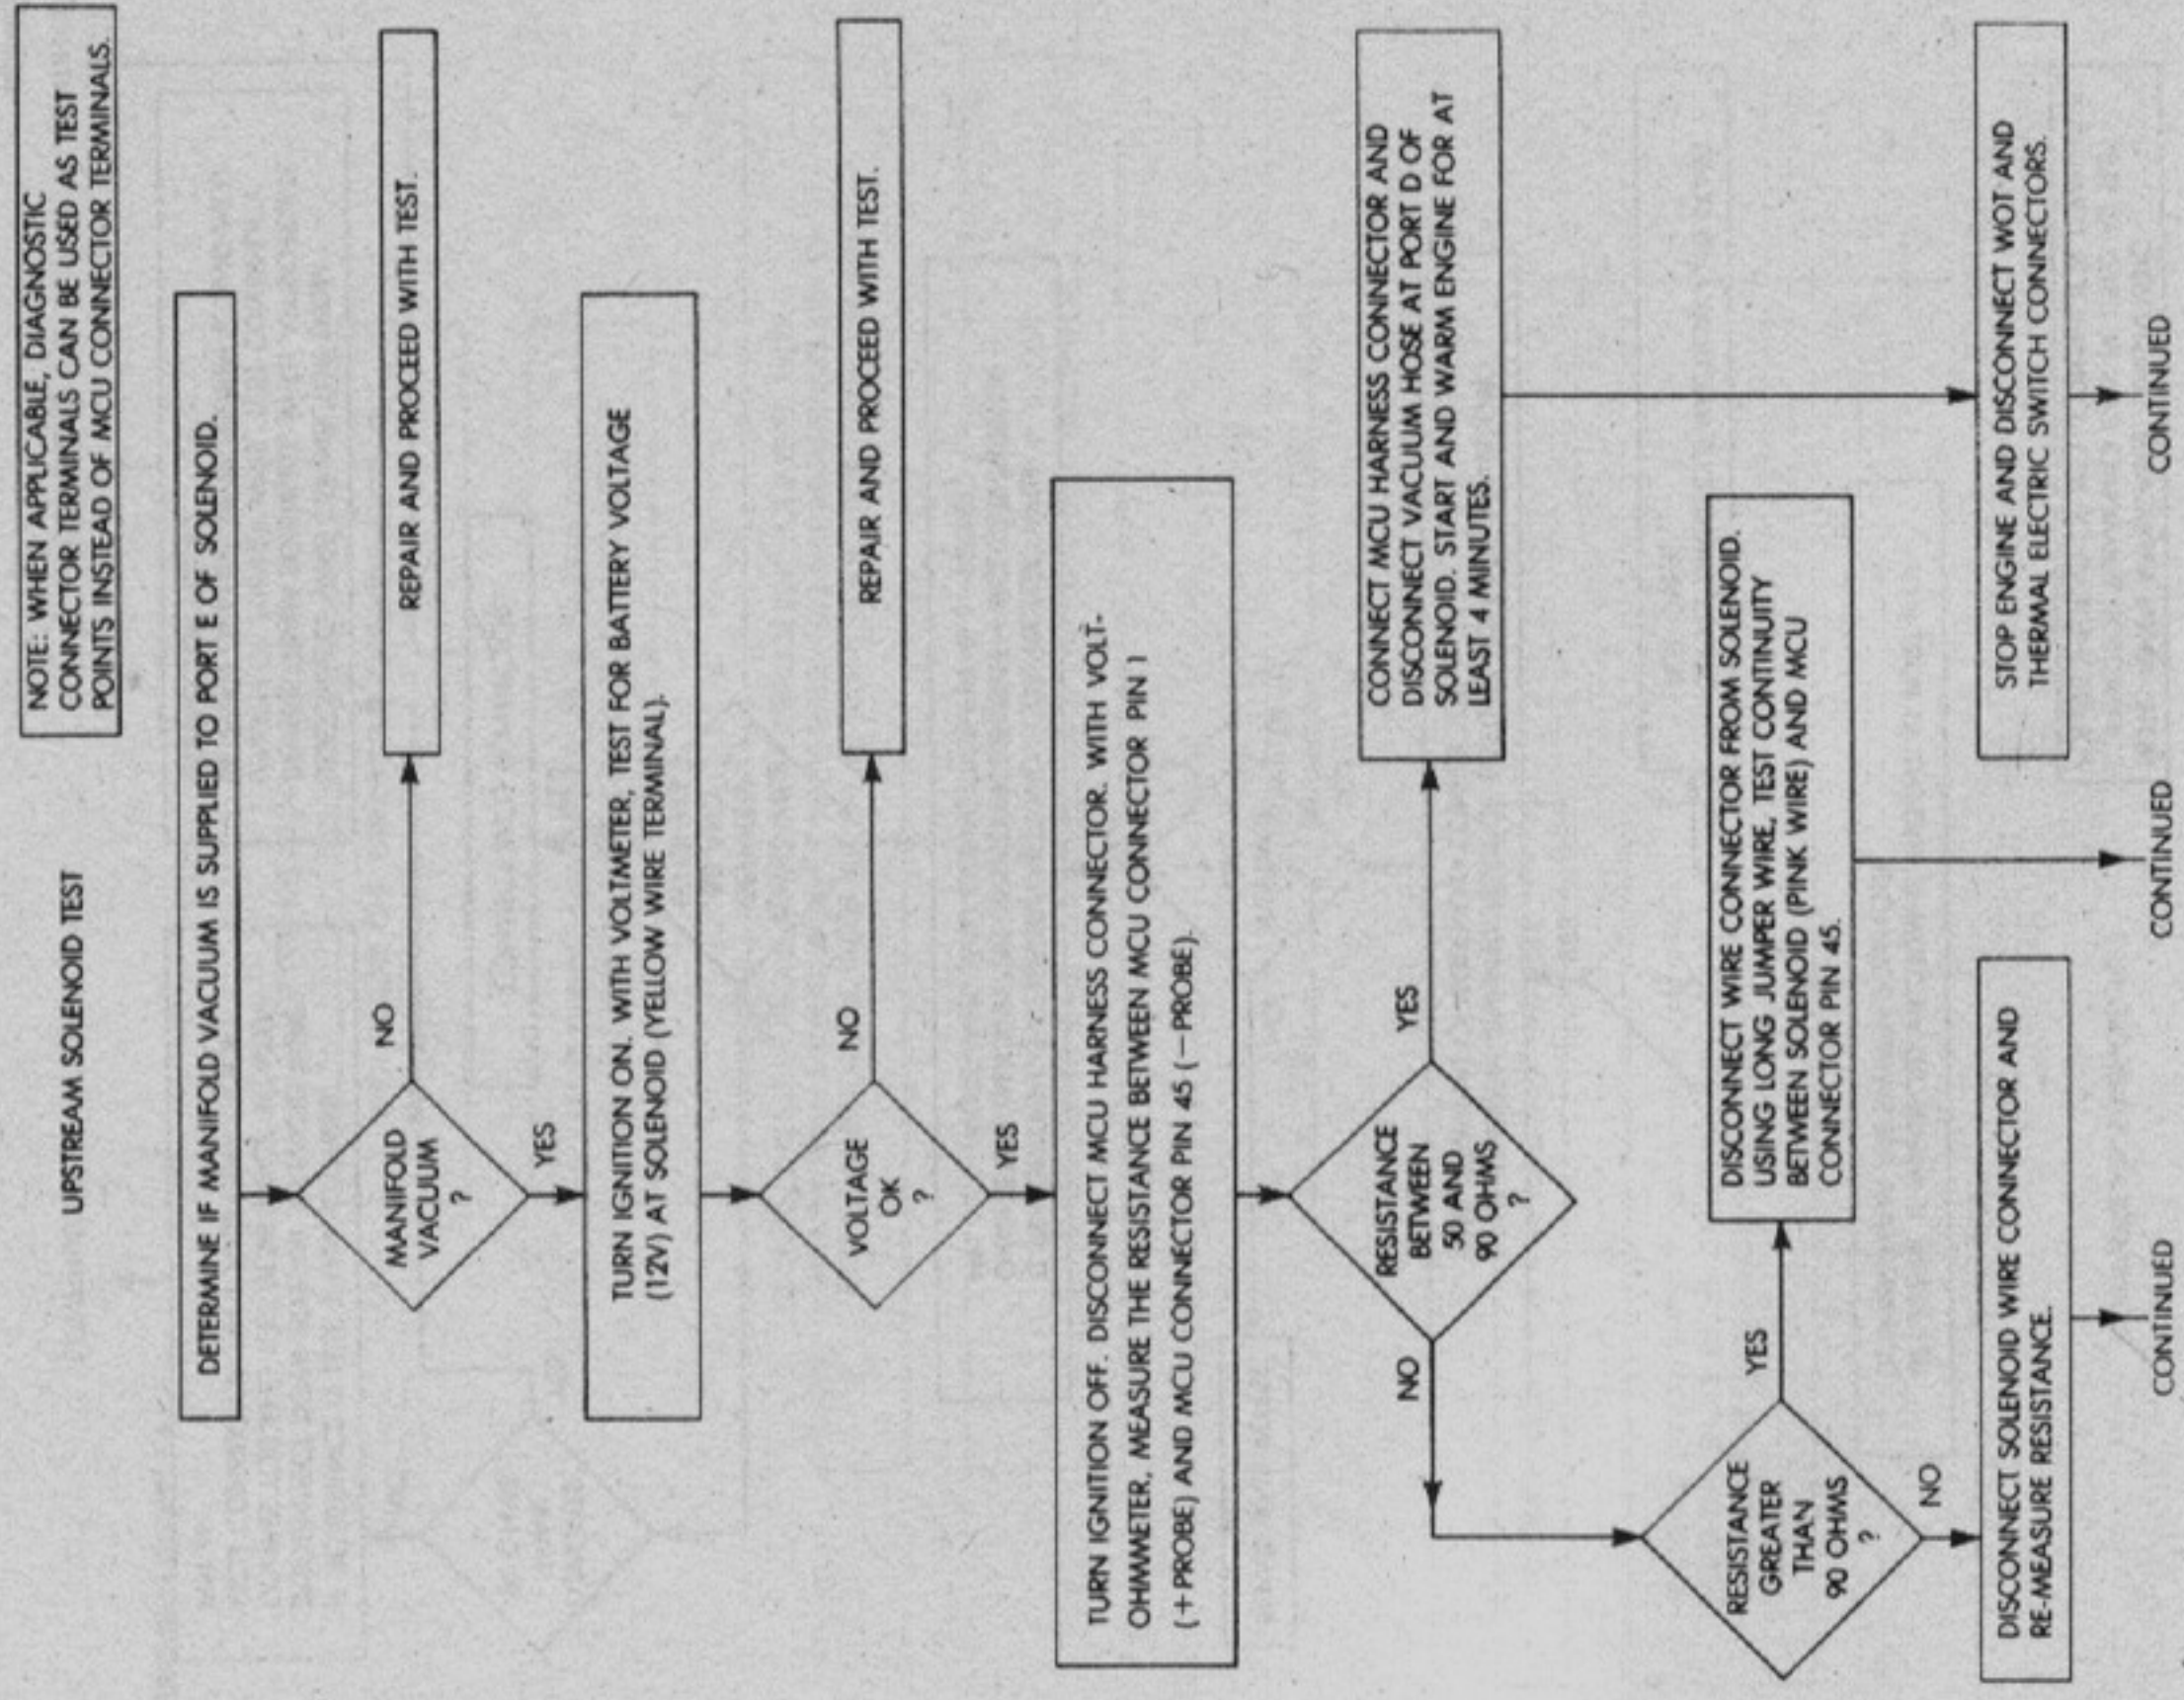 UPSTREAM SOLENOID TEST
NOTE: WHEN APPLICABLE, DIAGNOSTIC
CONNECTOR TERMINALS CAN BE USED AS TEST
POINTS INSTEAD OF MCU CONNECTOR TERMINALS.
DETERMINE IF MANIFOLD VACUUM IS SUPPLIED TO PORT E OF SOLENOID.
MANIFOLD
VACUUM
?
NO
REPAIR AND PROCEED WITH TEST.
YES
TURN IGNITION ON. WITH VOLTMETER, TEST FOR BATTERY VOLTAGE
(12V) AT SOLENOID (YELLOW WIRE TERMINAL).
VOLTAGE
OK
?
NO
REPAIR AND PROCEED WITH TEST.
YES
TURN IGNITION OFF. DISCONNECT MCU HARNESS CONNECTOR. WITH VOLT-
OHMMETER, MEASURE THE RESISTANCE BETWEEN MCU CONNECTOR PIN 1
(+ PROBE) AND MCU CONNECTOR PIN 45 (— PROBE).
RESISTANCE
BETWEEN
50 AND
90 OHMS
?
YES
CONNECT MCU HARNESS CONNECTOR AND
DISCONNECT VACUUM HOSE AT PORT D OF
SOLENOID. START AND WARM ENGINE FOR AT
LEAST 4 MINUTES.
NO
RESISTANCE
GREATER
THAN
90 OHMS
?
YES
DISCONNECT WIRE CONNECTOR FROM SOLENOID.
USING LONG JUMPER WIRE, TEST CONTINUITY
BETWEEN SOLENOID (PINK WIRE) AND MCU
CONNECTOR PIN 45.
NO
DISCONNECT SOLENOID WIRE CONNECTOR AND
RE-MEASURE RESISTANCE.
STOP ENGINE AND DISCONNECT WOT AND
THERMAL ELECTRIC SWITCH CONNECTORS.
CONTINUED
CONTINUED
CONTINUED